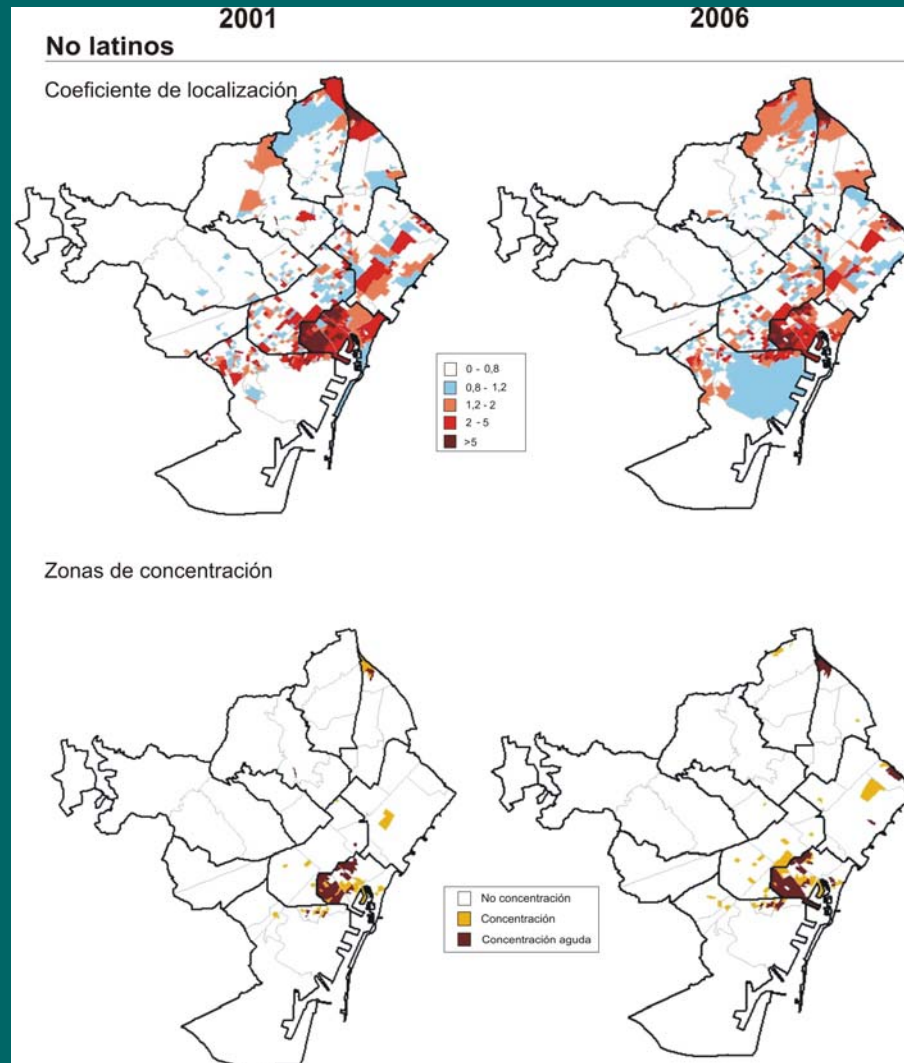 2001
2006
No latinos
Coeficiente de localización
0 - 0,8
0,8 - 1,2
1,2 - 2
2 - 5
>5
Zonas de concentración
No concentración
Concentración
Concentración aguda